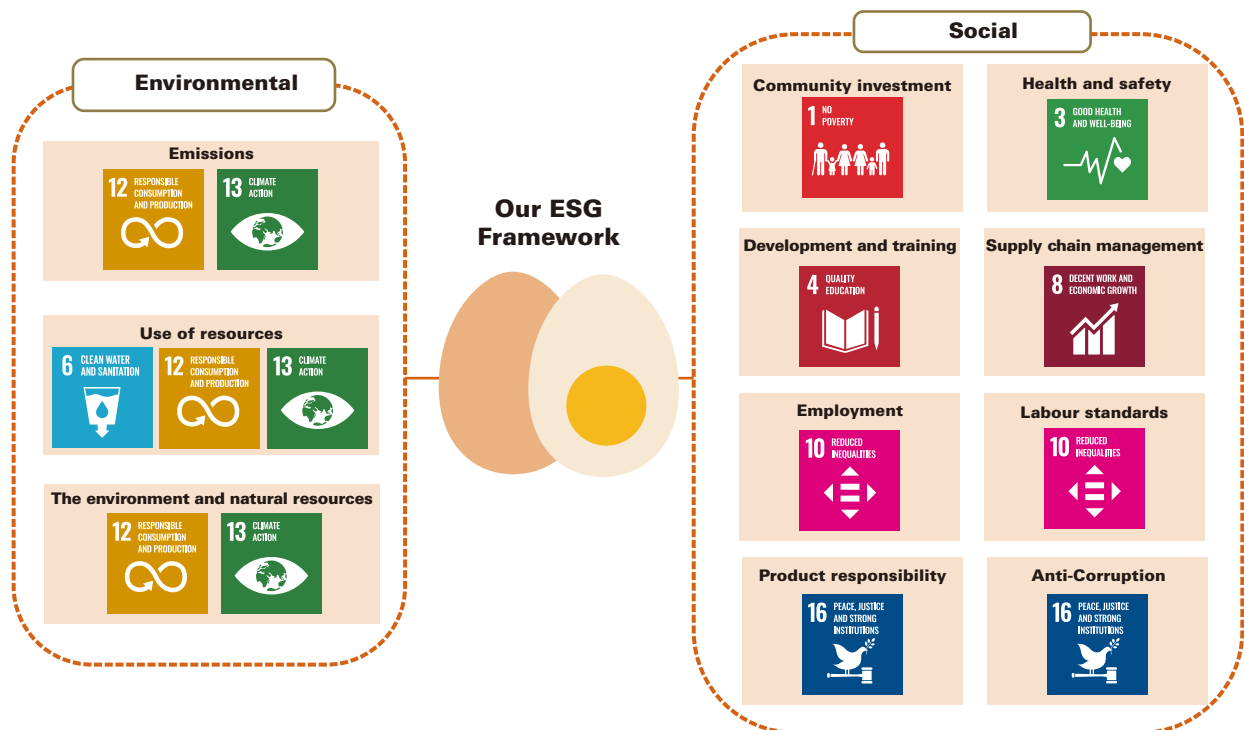 Environmental
Emissions
12 RESPONSIBLE
CONSUMPTION
AND PRODUCTION
13 CLIMATE
ACTION
Use of resources
6 CLEAN WATER
AND SANITATION
12 RESPONSIBLE
CONSUMPTION
AND PRODUCTION
13 CLIMATE
ACTION
The environment and natural resources
12 RESPONSIBLE
CONSUMPTION
AND PRODUCTION
13 CLIMATE
ACTION
Our ESG
Framework
Social
Community investment
1 NO
POVERTY
Health and safety
3 GOOD HEALTH
AND WELL-BEING
Development and training
4 QUALITY
EDUCATION
Supply chain management
8 DECENT WORK AND
ECONOMIC GROWTH
Employment
10 REDUCED
INEQUALITIES
Labour standards
10 REDUCED
INEQUALITIES
Product responsibility
16 PEACE, JUSTICE
AND STRONG
INSTITUTIONS
Anti-Corruption
16 PEACE, JUSTICE
AND STRONG
INSTITUTIONS